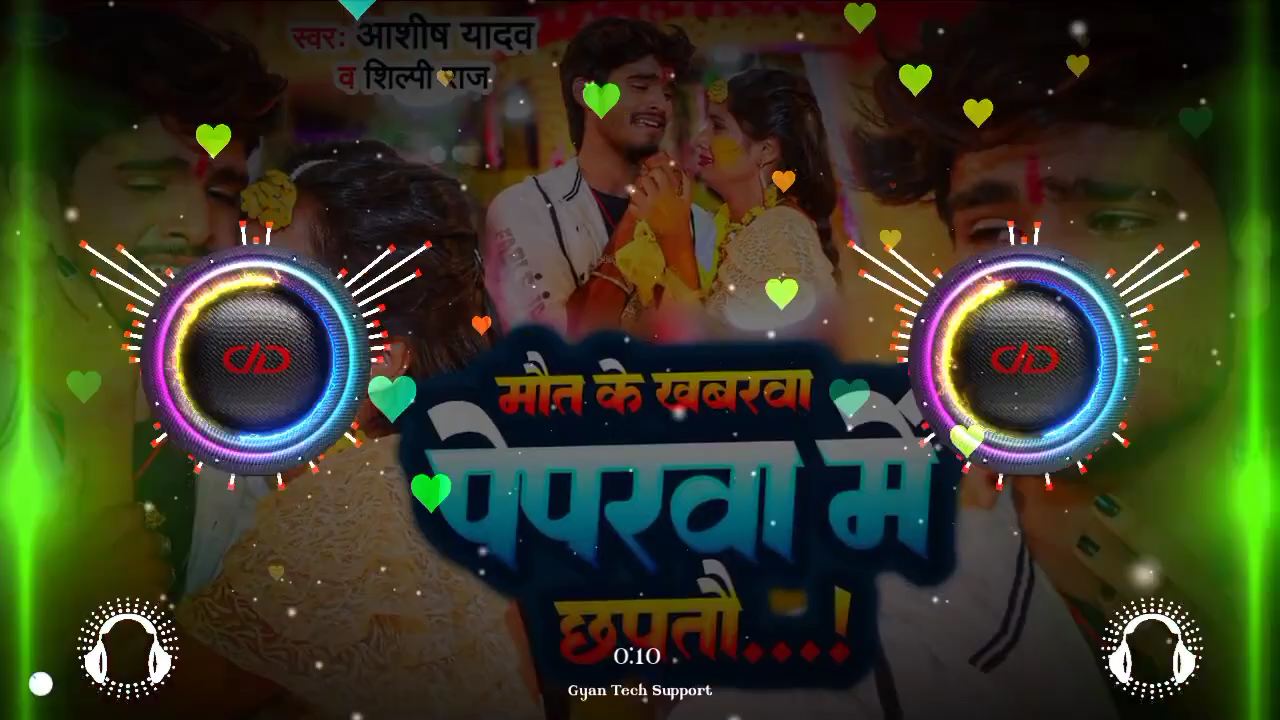 स्वरः आशीष यादव
व शिल्पी राज
मौत के खबरवा
पेपरवा में
छपतौ...!
0:10
Gyan Tech Support